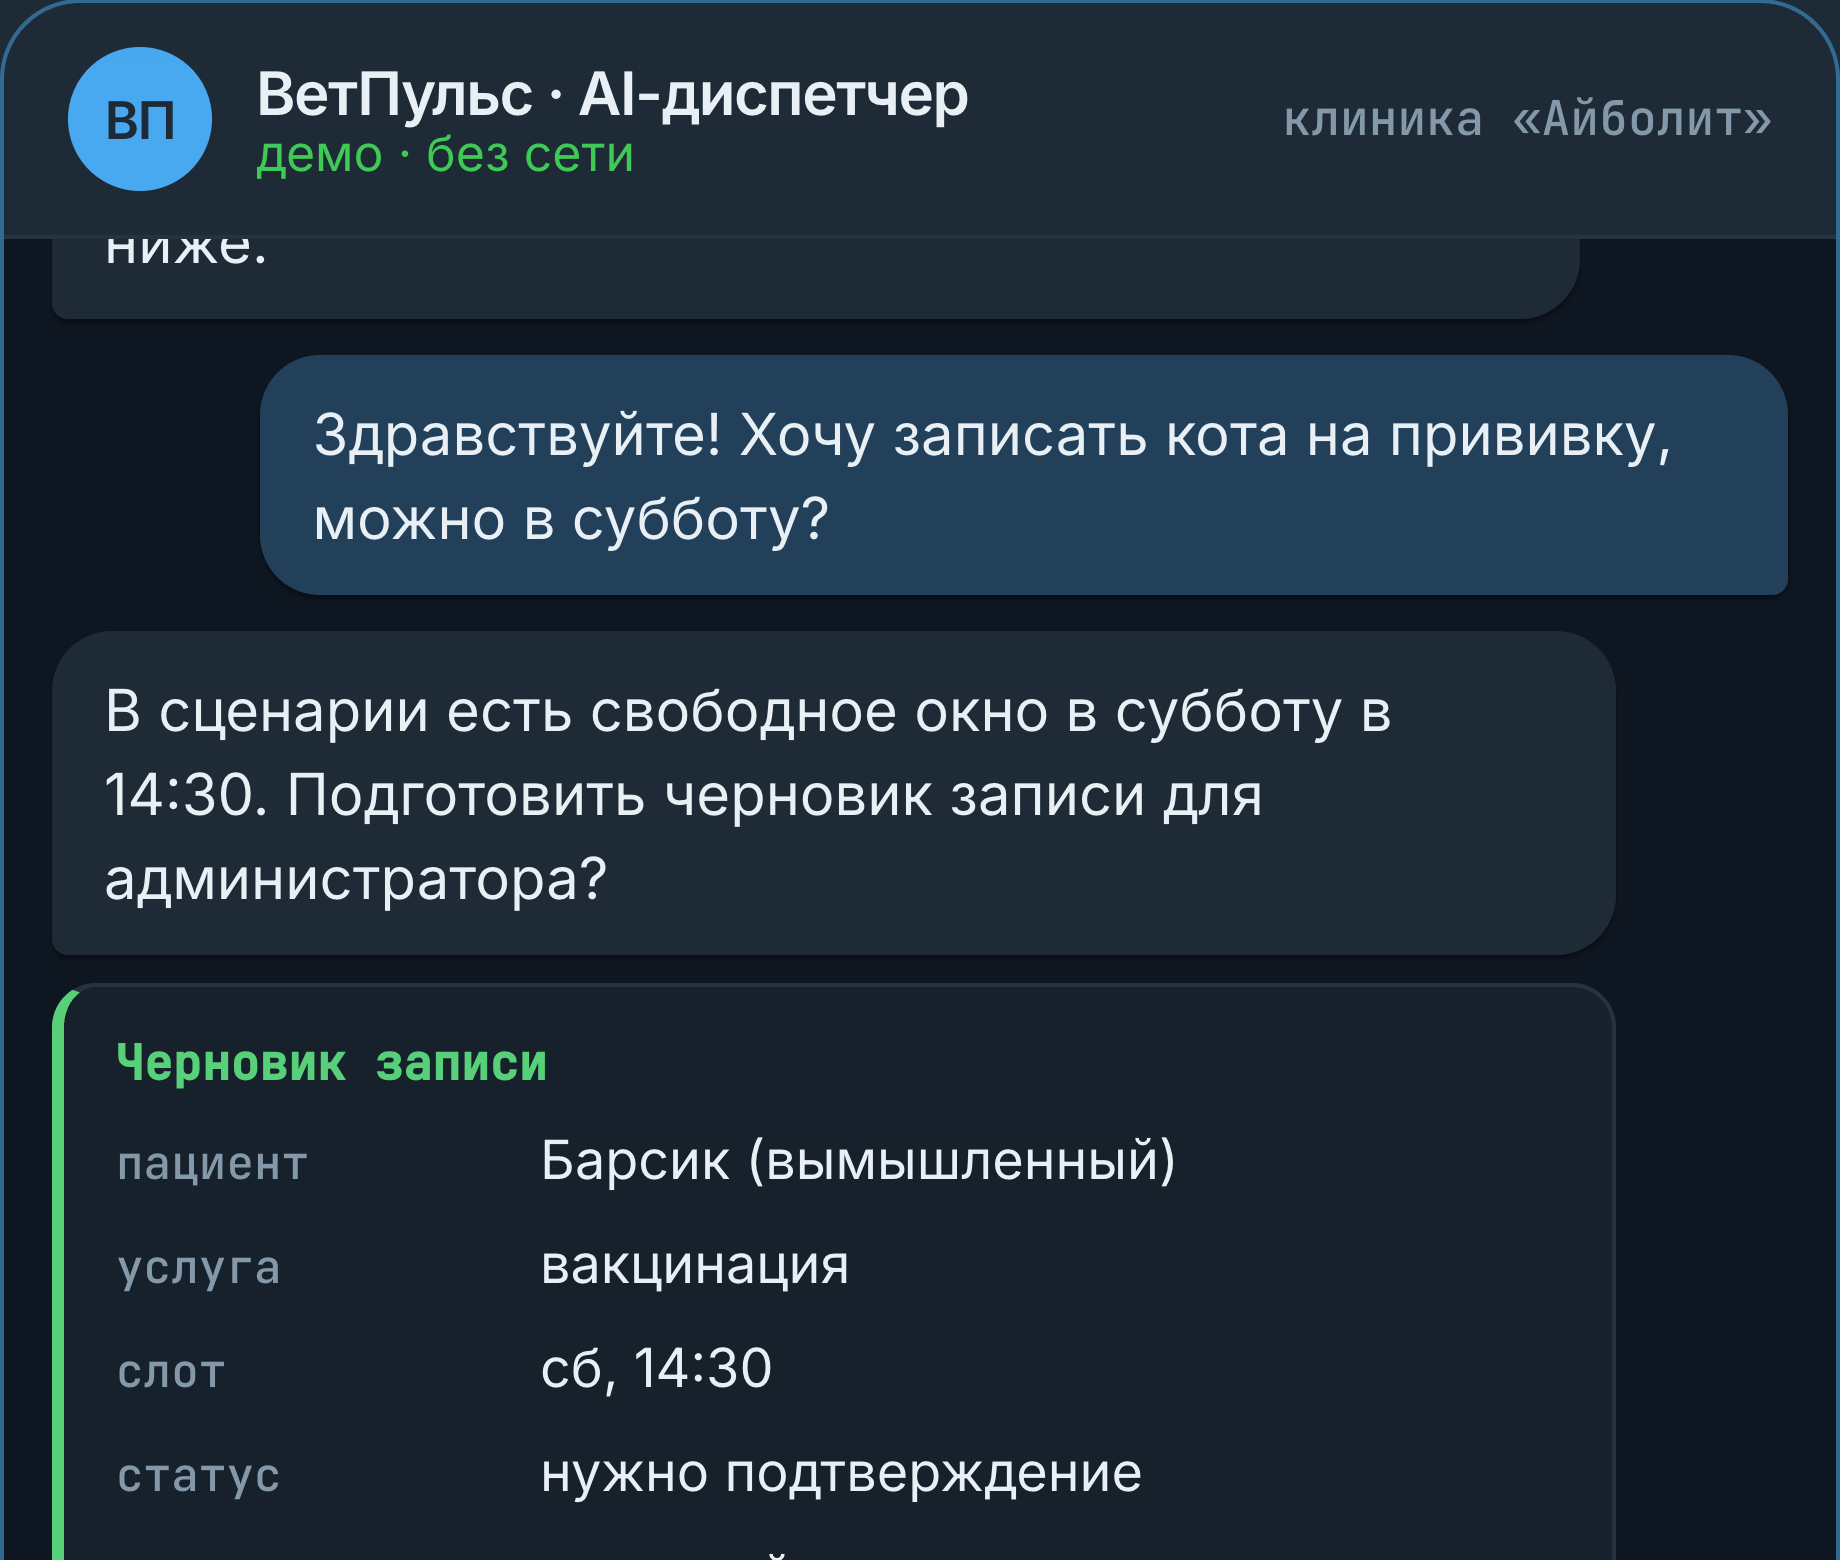 ВП
ВетПульс · AI-диспетчер
демо · без сети
клиника «Айболит»
ниже.
Здравствуйте! Хочу записать кота на прививку,
можно в субботу?
В сценарии есть свободное окно в субботу в
14:30. Подготовить черновик записи для
администратора?
Черновик записи
пациент Барсик (вымышленный)
услуга вакцинация
слот сб, 14:30
статус нужно подтверждение